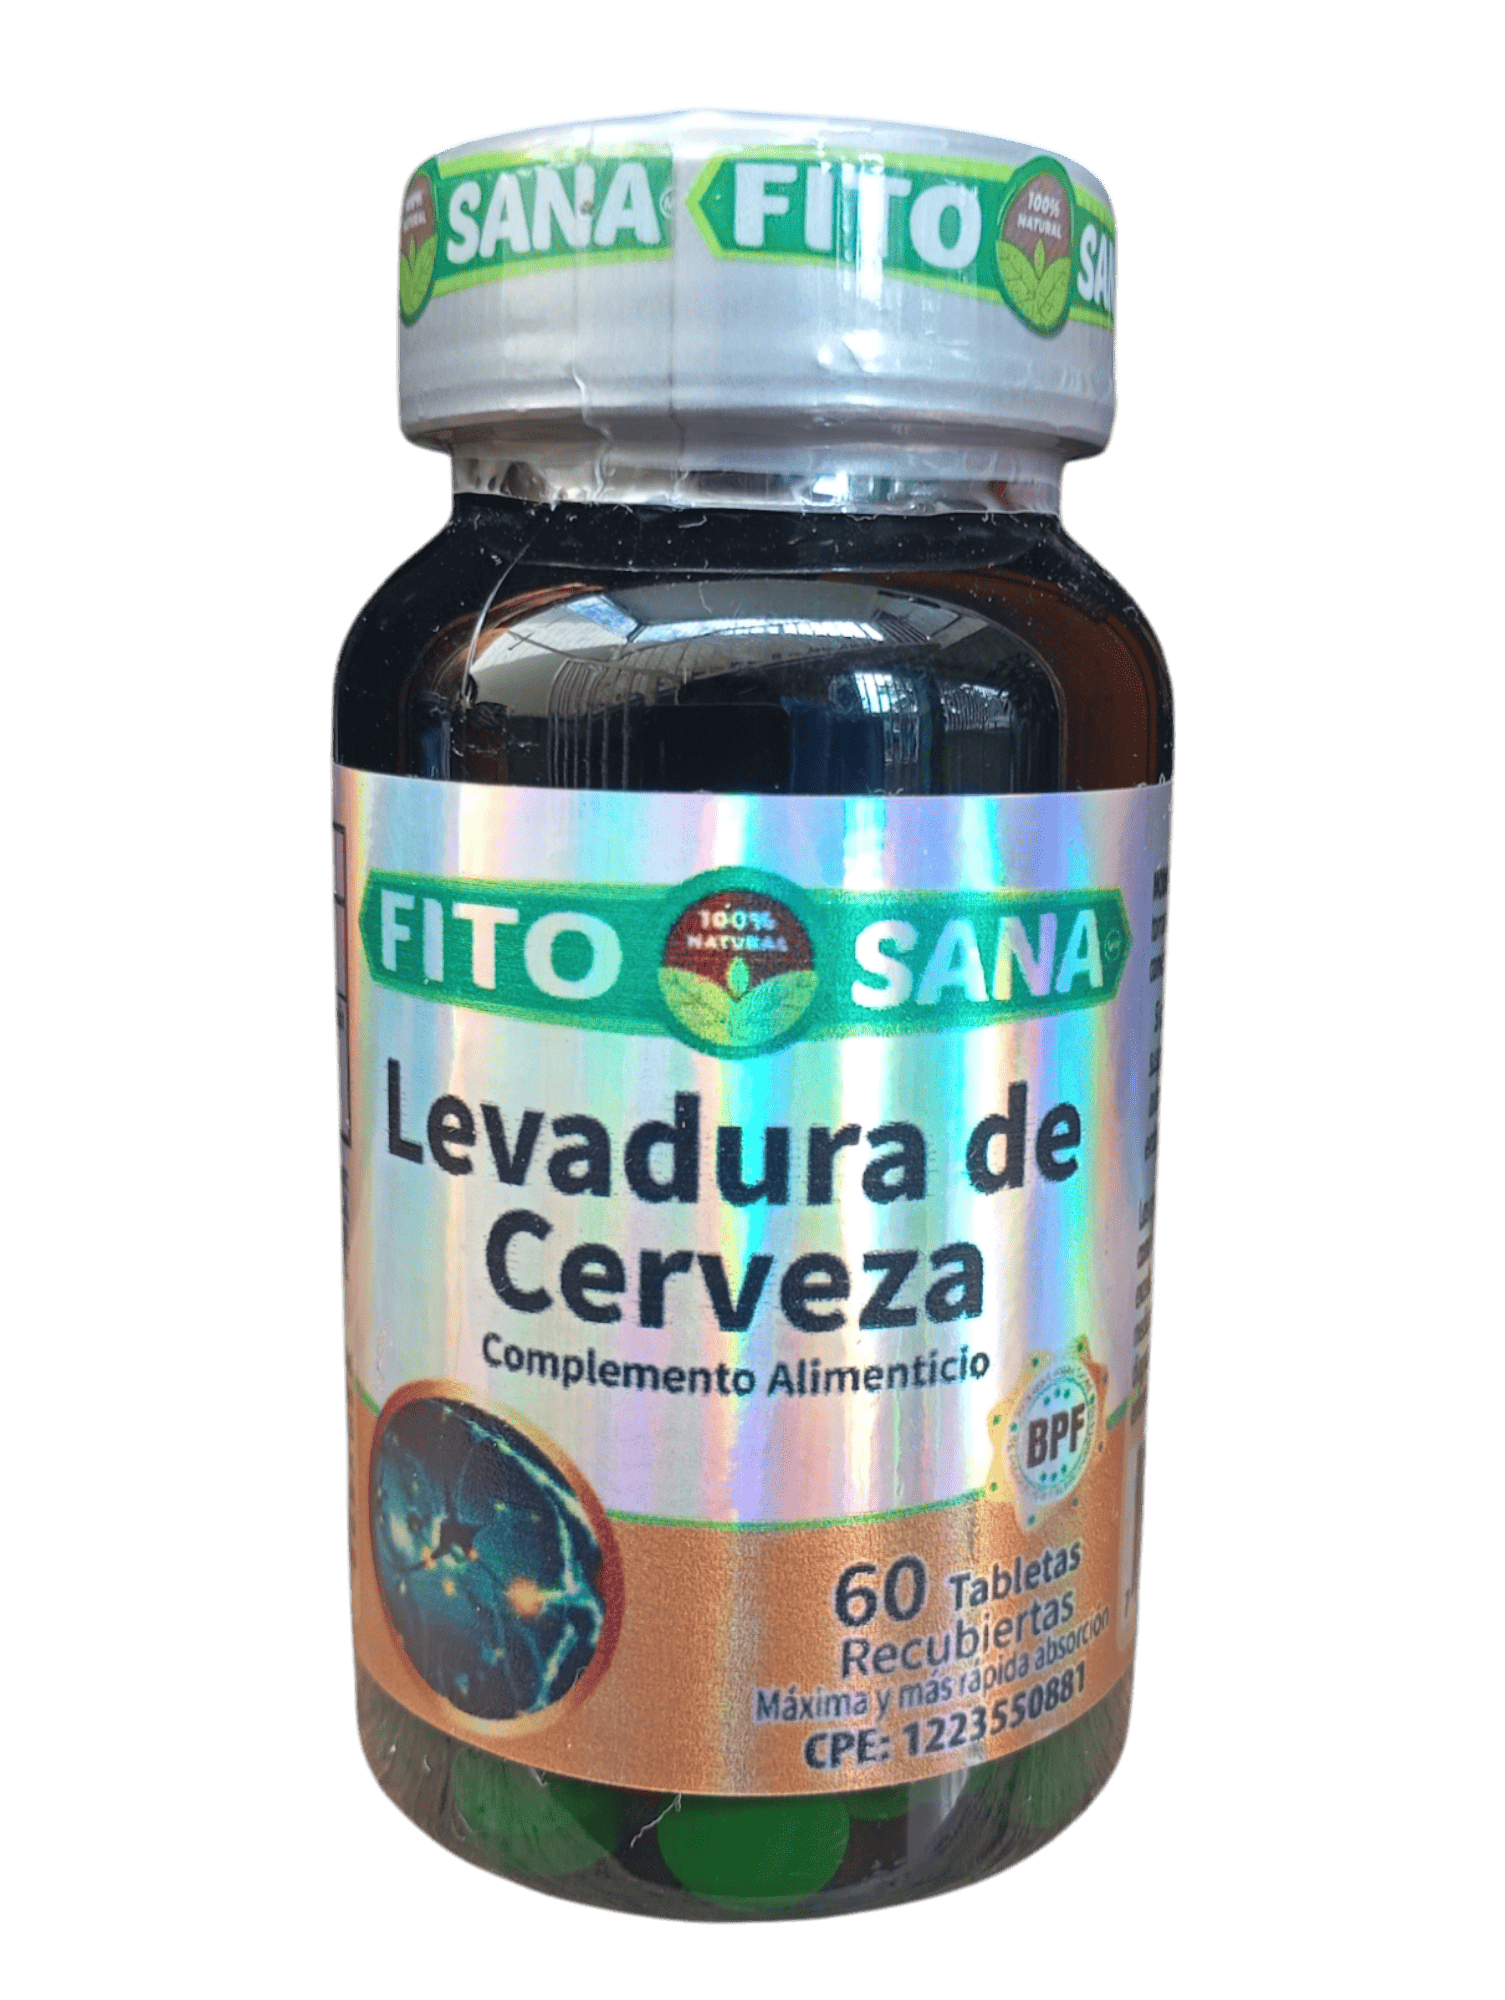 SANA FITO 100% NATURAL
FITO 100% NATURAL SANA
Levadura de
Cerveza
Complemento Alimenticio
BPF
60 Tabletas
Recubiertas
Máxima y más rápida absorción
CPE: 1223550881